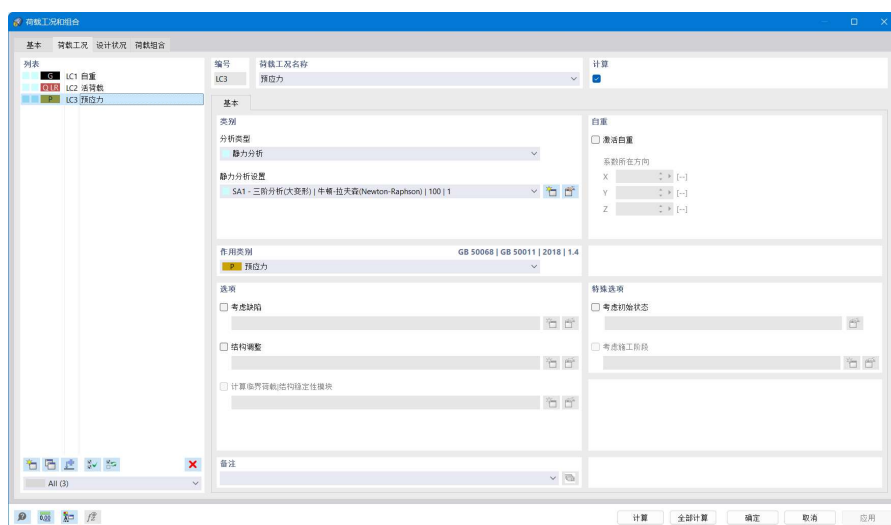 荷载工况和组合
基本 荷载工况 设计状况 荷载组合
列表
G LC1 自重
Q LR LC2 活荷载
P LC3 预应力
编号 荷载工况名称
LC3 预应力
计算
基本
类别
分析类型
静力分析
静力分析设置
SA1 - 三阶分析(大变形) | 牛顿-拉夫森(Newton-Raphson) | 100 | 1
自重
激活自重
系数所在方向
X [--]
Y [--]
Z [--]
作用类别 GB 50068 | GB 50011 | 2018 | 1.4
P 预应力
选项
考虑缺陷
结构调整
计算临界荷载|结构稳定性模块
特殊选项
考虑初始状态
考虑施工阶段
备注
All (3)
0,00
计算 全部计算 确定 取消 应用